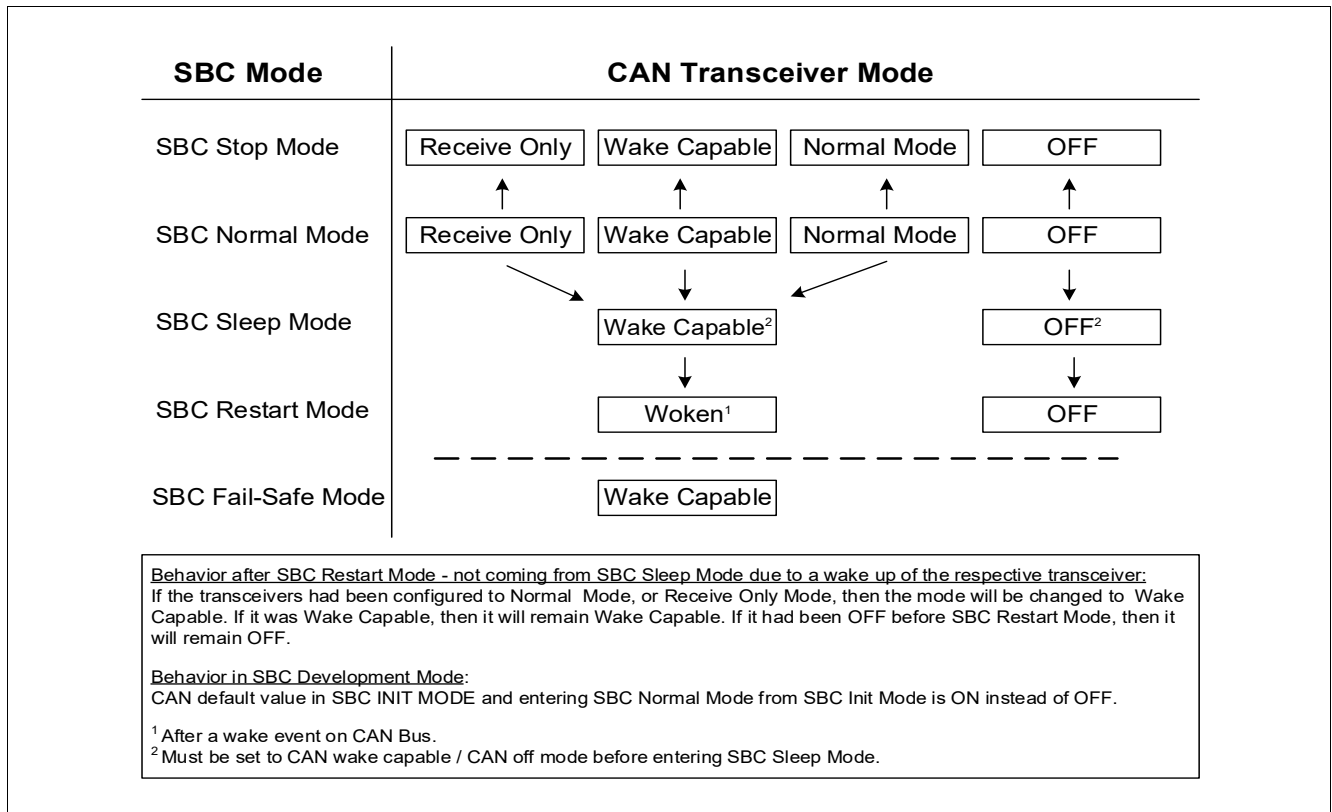 SBC Mode CAN Transceiver Mode
SBC Stop Mode Receive Only Wake Capable Normal Mode OFF
SBC Normal Mode Receive Only Wake Capable Normal Mode OFF
SBC Sleep Mode Wake Capable² OFF²
SBC Restart Mode Woken¹ OFF
SBC Fail-Safe Mode Wake Capable
Behavior after SBC Restart Mode - not coming from SBC Sleep Mode due to a wake up of the respective transceiver:
If the transceivers had been configured to Normal Mode, or Receive Only Mode, then the mode will be changed to Wake
Capable. If it was Wake Capable, then it will remain Wake Capable. If it had been OFF before SBC Restart Mode, then it
will remain OFF.
Behavior in SBC Development Mode:
CAN default value in SBC INIT MODE and entering SBC Normal Mode from SBC Init Mode is ON instead of OFF.
¹ After a wake event on CAN Bus.
² Must be set to CAN wake capable / CAN off mode before entering SBC Sleep Mode.